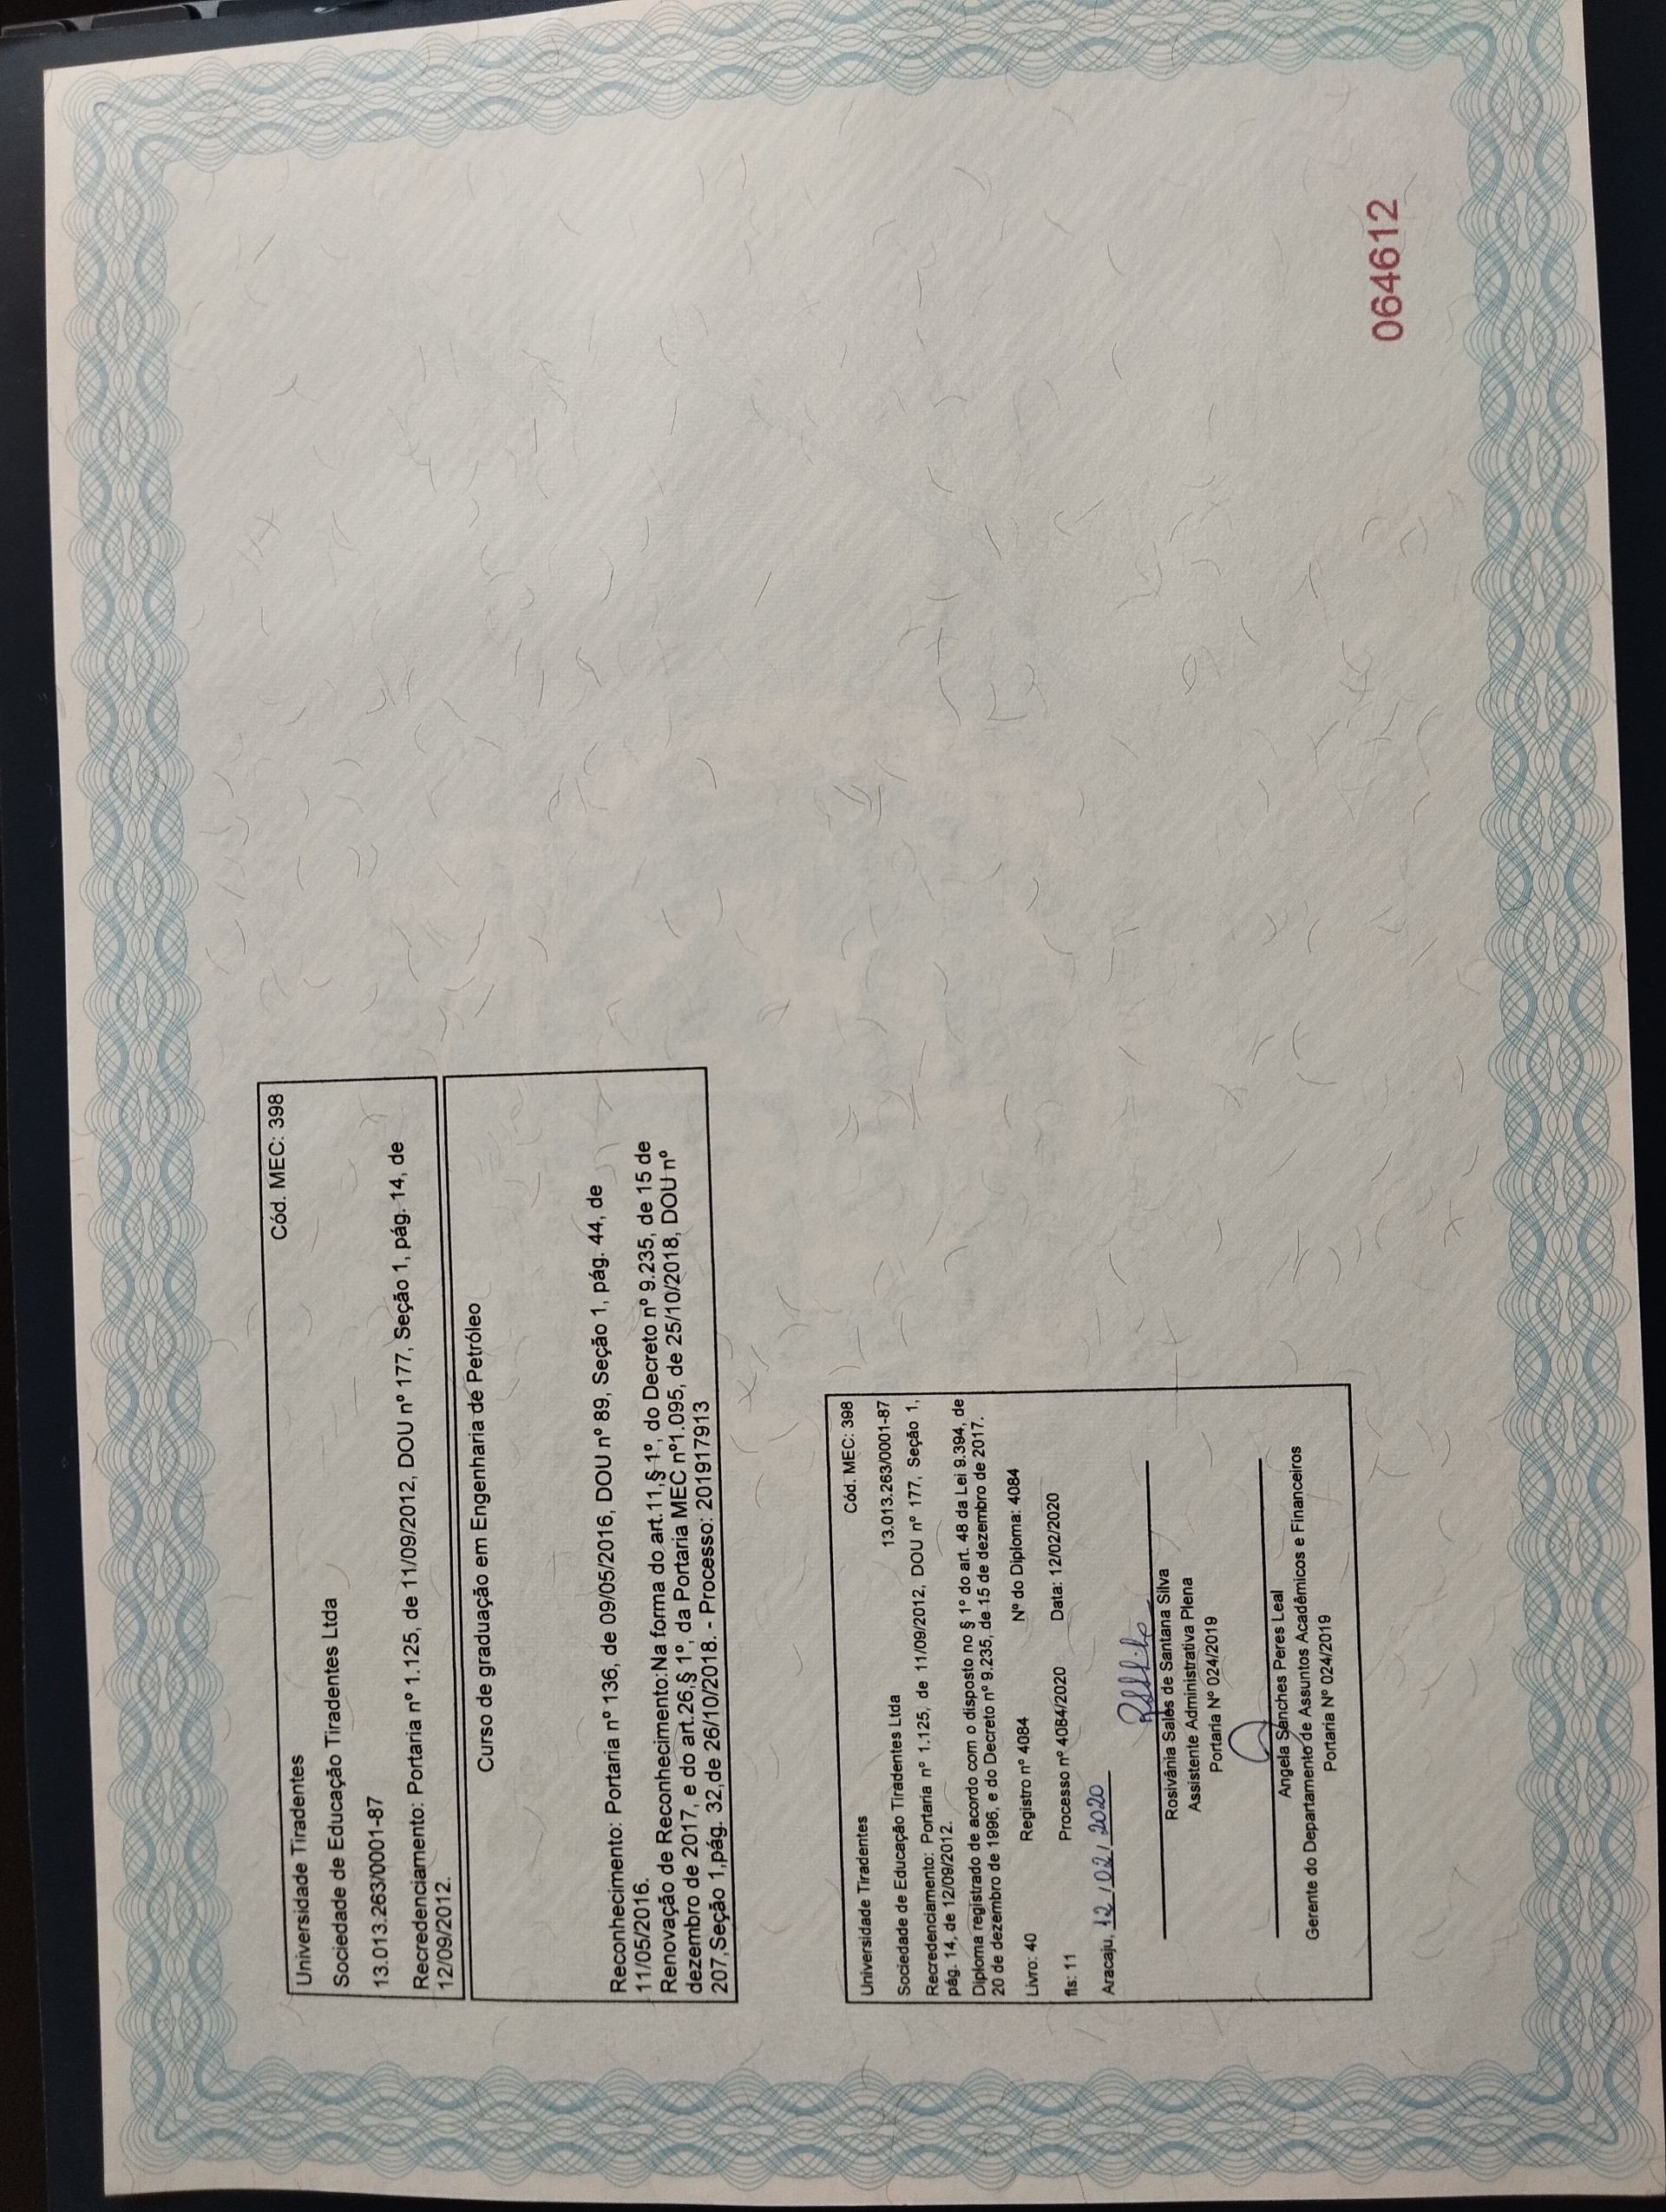 Universidade Tiradentes Cód. MEC: 398
Sociedade de Educação Tiradentes Ltda
13.013.263/0001-87
Recredenciamento: Portaria nº 1.125, de 11/09/2012, DOU nº 177, Seção 1, pág. 14, de
12/09/2012.
Curso de graduação em Engenharia de Petróleo
Reconhecimento: Portaria nº 136, de 09/05/2016, DOU nº 89, Seção 1, pág. 44, de
11/05/2016.
Renovação de Reconhecimento:Na forma do art.11,§ 1º, do Decreto nº 9.235, de 15 de
dezembro de 2017, e do art.26,§ 1º, da Portaria MEC nº1.095, de 25/10/2018, DOU nº
207,Seção 1,pág. 32,de 26/10/2018. - Processo: 201917913
Universidade Tiradentes Cód. MEC: 398
Sociedade de Educação Tiradentes Ltda 13.013.263/0001-87
Recredenciamento: Portaria nº 1.125, de 11/09/2012, DOU nº 177, Seção 1,
pág. 14, de 12/09/2012.
Diploma registrado de acordo com o disposto no § 1º do art. 48 da Lei 9.394, de
20 de dezembro de 1996, e do Decreto nº 9.235, de 15 de dezembro de 2017.
Livro: 40 Registro nº 4084 Nº do Diploma: 4084
fls: 11 Processo nº 4084/2020 Data: 12/02/2020
Aracaju, 12/02/2020
Rosivânia Sales de Santana Silva
Assistente Administrativa Plena
Portaria Nº 024/2019
Angela Sanches Peres Leal
Gerente do Departamento de Assuntos Acadêmicos e Financeiros
Portaria Nº 024/2019
064612